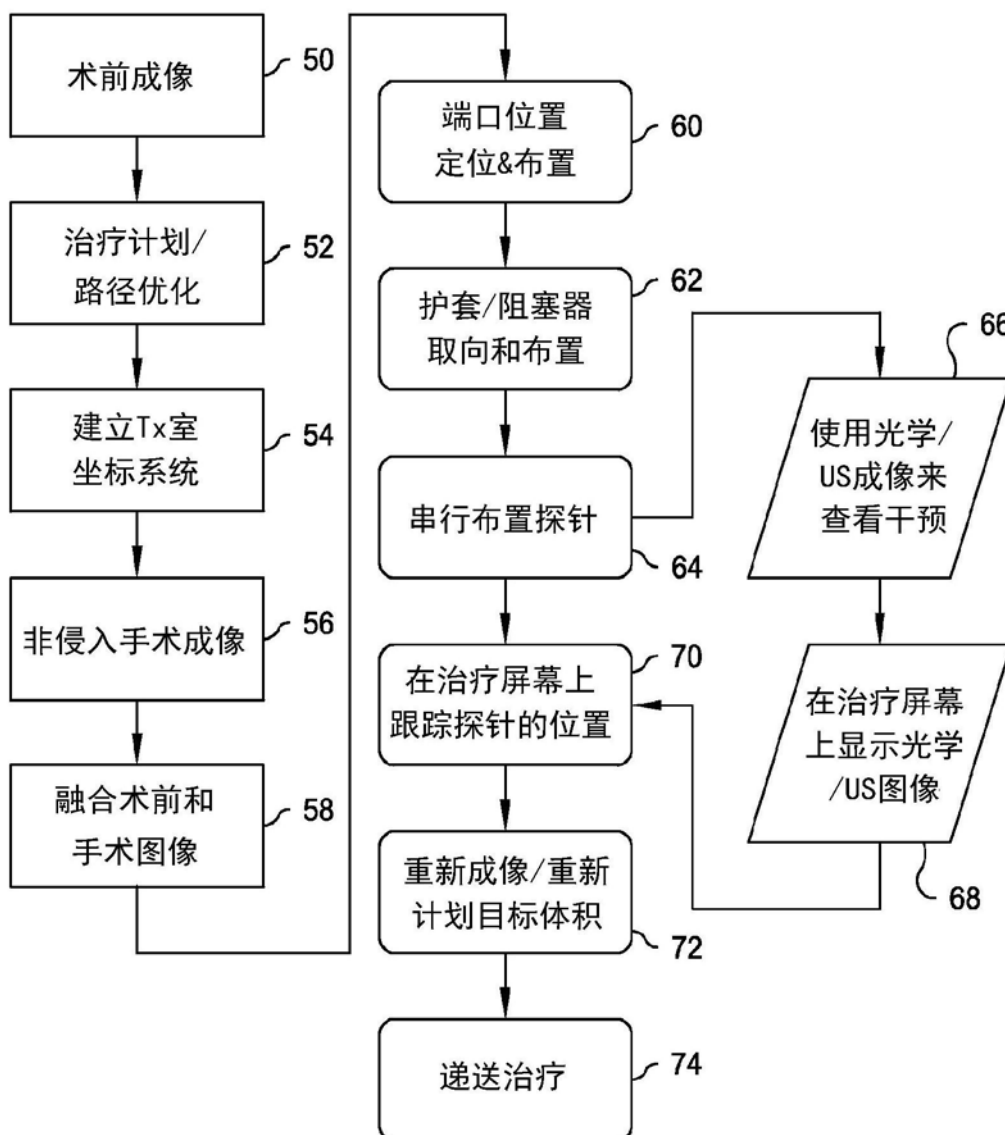 术前成像
50
治疗计划/
路径优化
52
建立Tx室
坐标系统
54
非侵入手术成像
56
融合术前和
手术图像
58
端口位置
定位&布置
60
护套/阻塞器
取向和布置
62
串行布置探针
64
使用光学/
US成像来
查看干预
66
在治疗屏幕
上显示光学
/US图像
68
在治疗屏幕上
跟踪探针的位置
70
重新成像/重新
计划目标体积
72
递送治疗
74